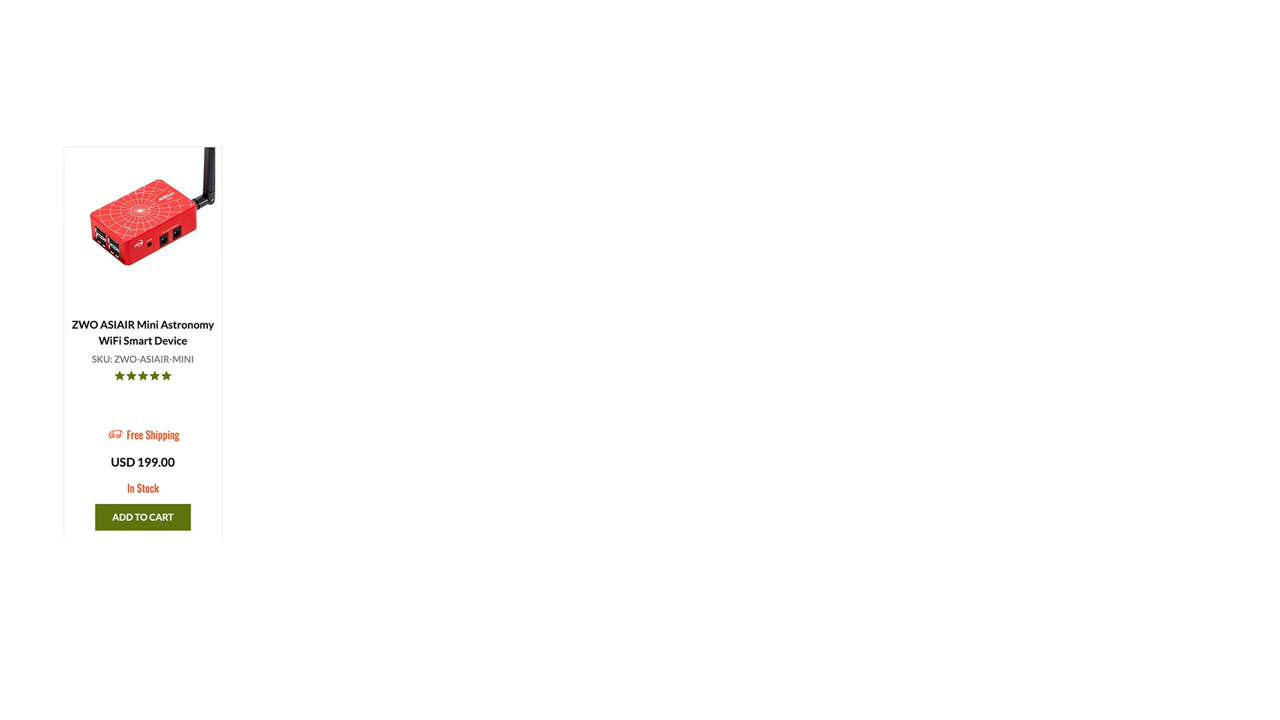 ZWO ASIAIR Mini Astronomy
WiFi Smart Device
SKU: ZWO-ASIAIR-MINI
Free Shipping
USD 199.00
In Stock
ADD TO CART